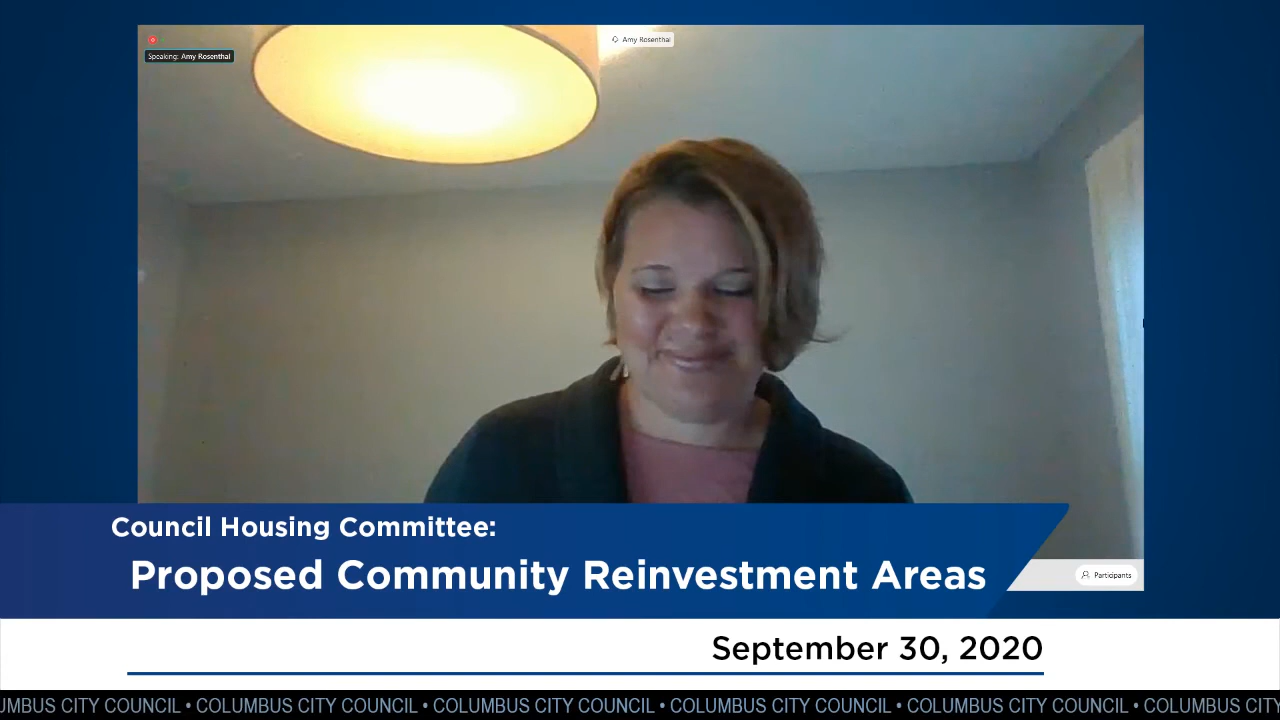 Amy Rosenthal
Speaking: Amy Rosenthal
Council Housing Committee:
Proposed Community Reinvestment Areas
Participants
September 30, 2020
UMBUS CITY COUNCIL • COLUMBUS CITY COUNCIL • COLUMBUS CITY COUNCIL • COLUMBUS CITY COUNCIL • COLUMBUS CITY COUNCIL • COLUMBUS CITY